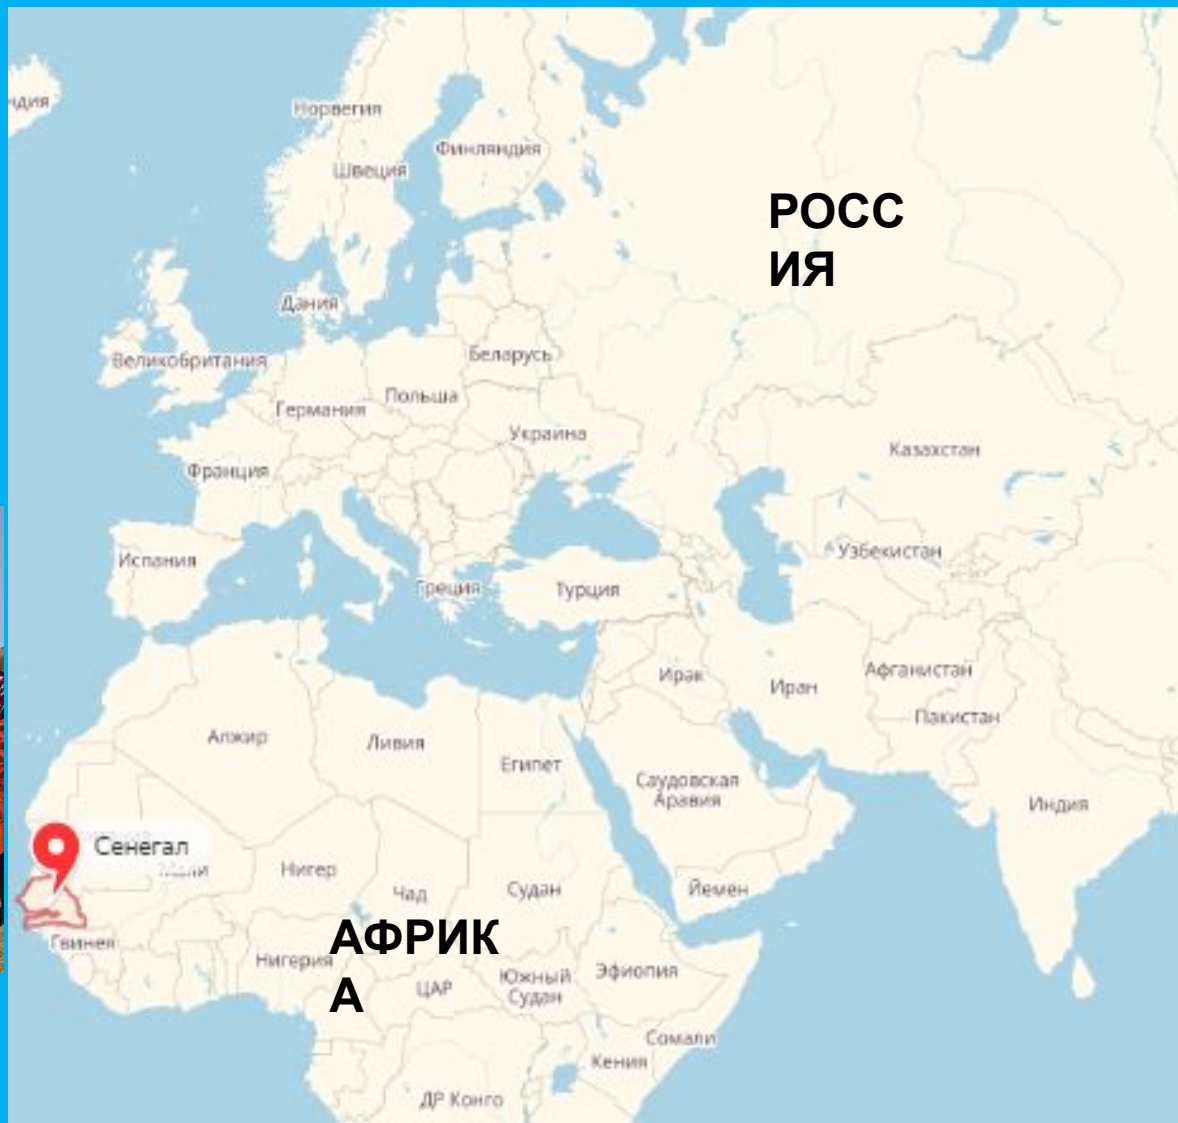 ндия
Норвегия
Финляндия
Швеция
РОСС
ИЯ
Дания
Великобритания
Беларусь
Польша
Германия
Украина
Франция
Казахстан
Испания
Узбекистан
Греция
Турция
Ирак
Иран
Афганистан
Пакистан
Алжир
Ливия
Египет
Саудовская
Аравия
Индия
Сенегал
Нигер
Чад
Судан
Йемен
Гвинея
Нигерия
АФРИК
А
ЦАР
Южный
Судан
Эфиопия
Сомали
Кения
ДР Конго